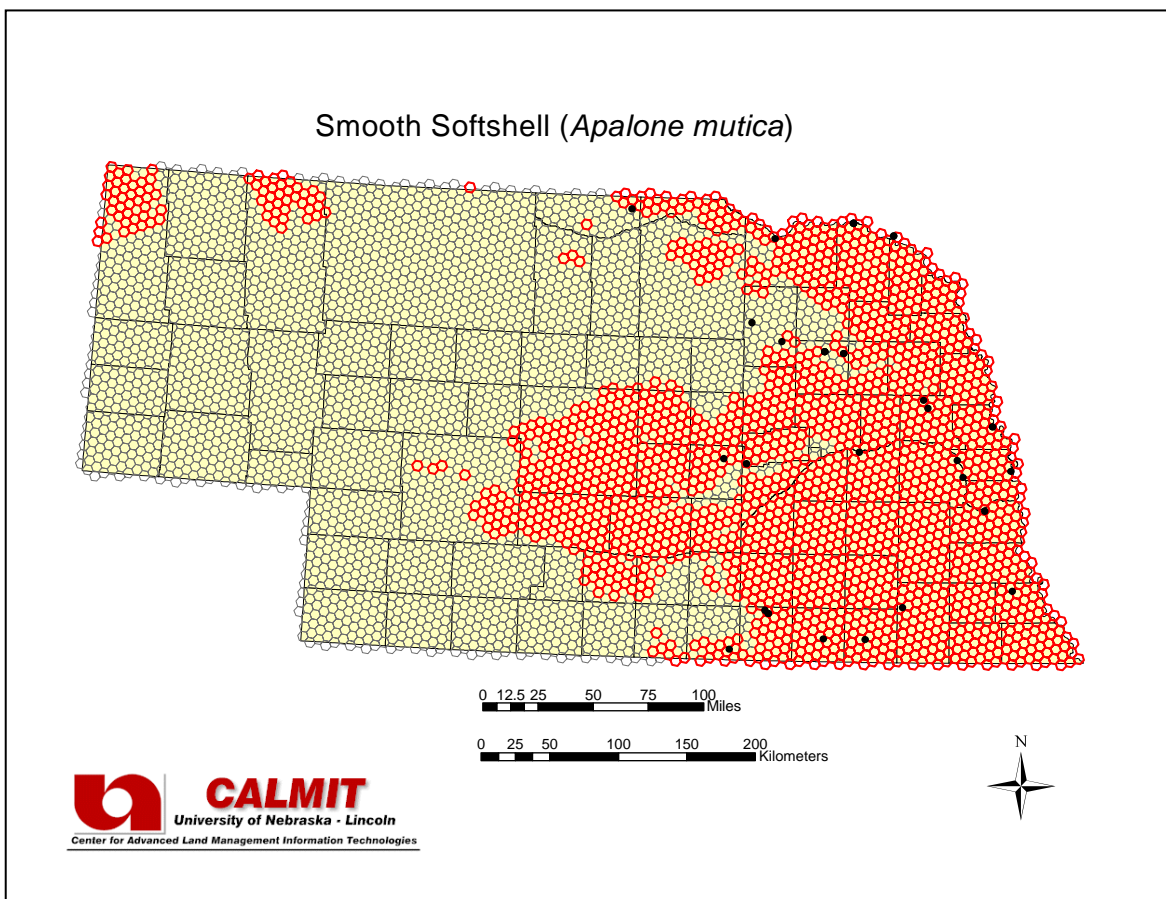 Smooth Softshell (Apalone mutica)
0 12.5 25 50 75 100
Miles
0 25 50 100 150 200
Kilometers
N
CALMIT
University of Nebraska - Lincoln
Center for Advanced Land Management Information Technologies